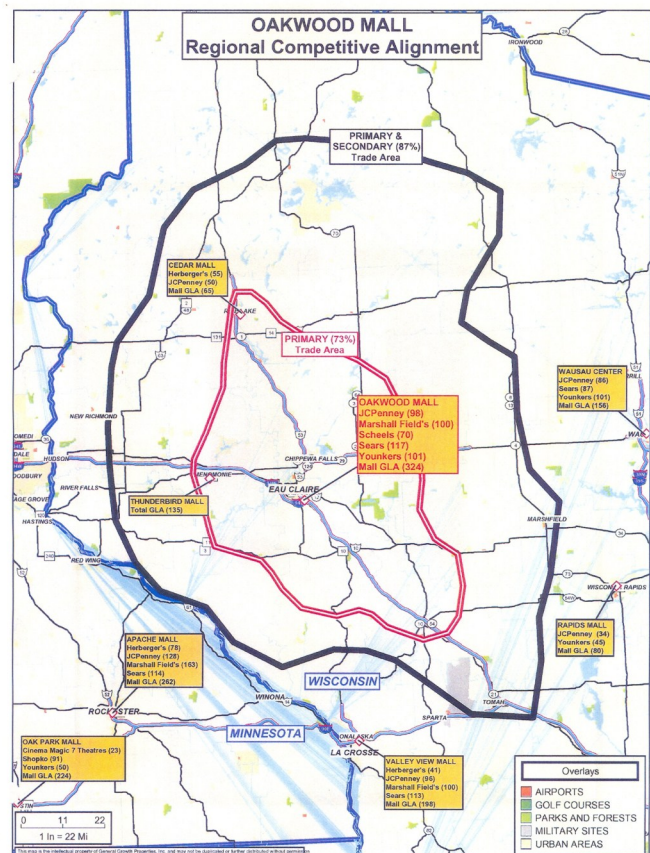 OAKWOOD MALL
Regional Competitive Alignment
IRONWOOD
PRIMARY &
SECONDARY (87%)
Trade Area
CEDAR MALL
Herberger's (55)
JCPenney (50)
Mall GLA (65)
PRIMARY (73%)
Trade Area
OAKWOOD MALL
JCPenney (98)
Marshall Field's (100)
Scheels (70)
Sears (117)
Younkers (101)
Mall GLA (324)
WAUSAU CENTER
JCPenney (86)
Sears (87)
Younkers (101)
Mall GLA (156)
NEW RICHMOND
HUDSON
CHIPPEWA FALLS
RIVER FALLS
EAU CLAIRE
THUNDERBIRD MALL
Total GLA (135)
HASTINGS
MARSHFIELD
RED WING
RAPIDS
RAPIDS MALL
JCPenney (34)
Younkers (45)
Mall GLA (80)
APACHE MALL
Herberger's (78)
JCPenney (128)
Marshall Field's (163)
Sears (114)
Mall GLA (262)
WISCONSIN
WINONA
TOMAH
SPARTA
MINNESOTA
ONALASKA
LA CROSSE
OAK PARK MALL
Cinema Magic 7 Theatres (23)
Shopko (91)
Younkers (50)
Mall GLA (224)
VALLEY VIEW MALL
Herberger's (41)
JCPenney (96)
Marshall Field's (100)
Sears (113)
Mall GLA (198)
Overlays
AIRPORTS
GOLF COURSES
PARKS AND FORESTS
MILITARY SITES
URBAN AREAS
0 11 22
1 In = 22 Mi